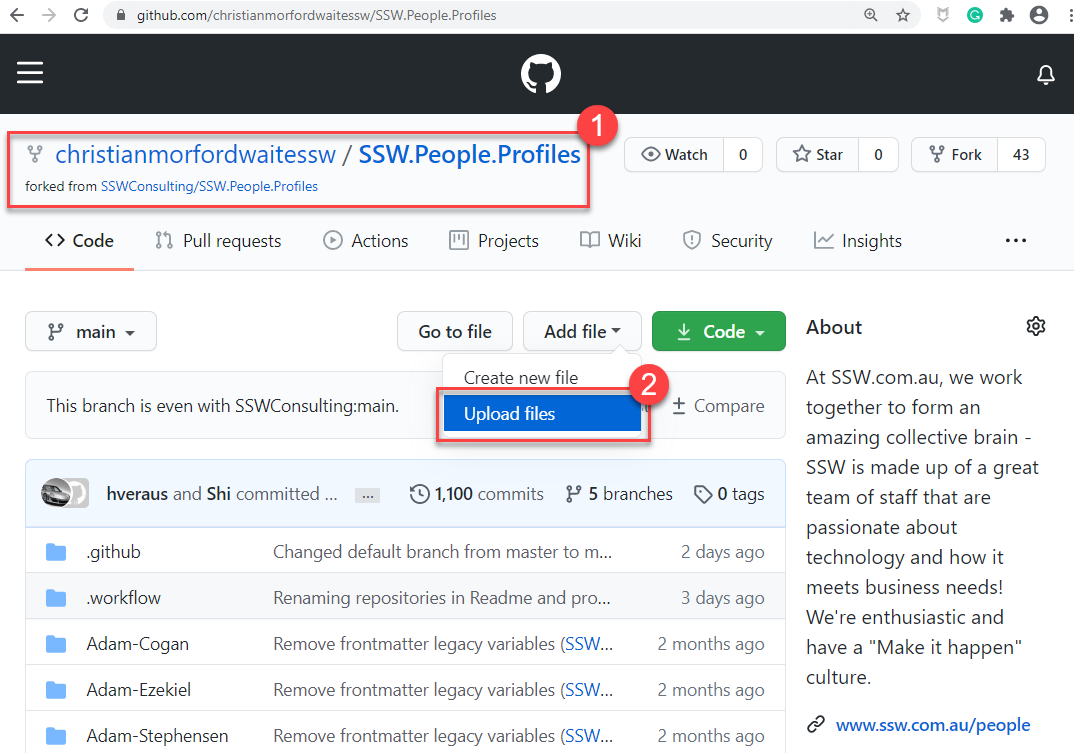 github.com/christianmorfordwaitessw/SSW.People.Profiles
1
christianmorfordwaitessw / SSW.People.Profiles
forked from SSWConsulting/SSW.People.Profiles
Watch 0
Star 0
Fork 43
Code
Pull requests
Actions
Projects
Wiki
Security
Insights
...
main
Go to file
Add file
Code
Create new file
2
Upload files
This branch is even with SSWConsulting:main.
Compare
hveraus and Shi committed ...
...
1,100 commits
5 branches
0 tags
.github Changed default branch from master to m... 2 days ago
.workflow Renaming repositories in Readme and pro... 3 days ago
Adam-Cogan Remove frontmatter legacy variables (SSW... 2 months ago
Adam-Ezekiel Remove frontmatter legacy variables (SSW... 2 months ago
Adam-Stephensen Remove frontmatter legacy variables (SSW... 2 months ago
About
At SSW.com.au, we work
together to form an
amazing collective brain -
SSW is made up of a great
team of staff that are
passionate about
technology and how it
meets business needs!
We're enthusiastic and
have a "Make it happen"
culture.
www.ssw.com.au/people